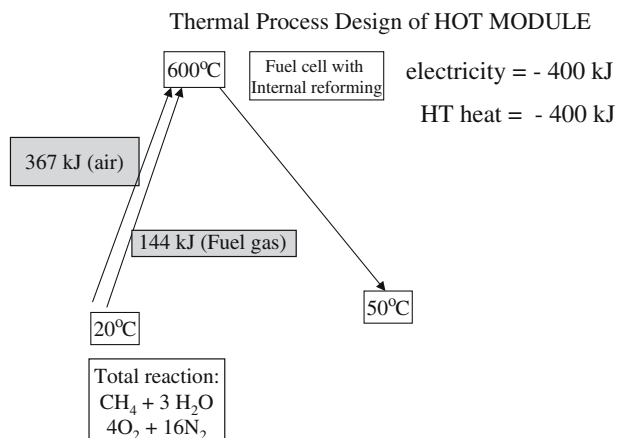 Thermal Process Design of HOT MODULE
600°C
Fuel cell with
Internal reforming
electricity = - 400 kJ
HT heat = - 400 kJ
367 kJ (air)
144 kJ (Fuel gas)
20°C
50°C
Total reaction:
CH₄ + 3 H₂O
4O₂ + 16N₂